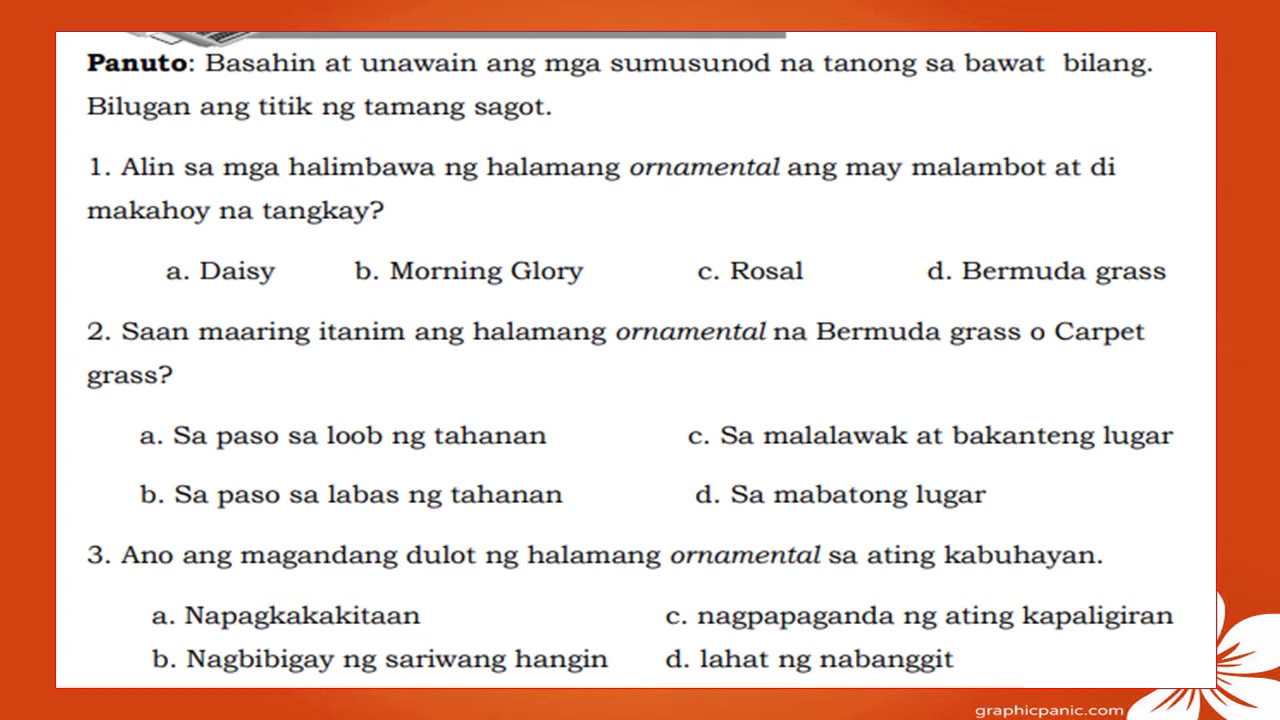 Panuto: Basahin at unawain ang mga sumusunod na tanong sa bawat bilang.
Bilugan ang titik ng tamang sagot.
1. Alin sa mga halimbawa ng halamang ornamental ang may malambot at di
makahoy na tangkay?
a. Daisy b. Morning Glory c. Rosal d. Bermuda grass
2. Saan maaring itanim ang halamang ornamental na Bermuda grass o Carpet
grass?
a. Sa paso sa loob ng tahanan c. Sa malalawak at bakanteng lugar
b. Sa paso sa labas ng tahanan d. Sa mabatong lugar
3. Ano ang magandang dulot ng halamang ornamental sa ating kabuhayan.
a. Napagkakakitaan c. nagpapaganda ng ating kapaligiran
b. Nagbibigay ng sariwang hangin d. lahat ng nabanggit
graphicpanic.com